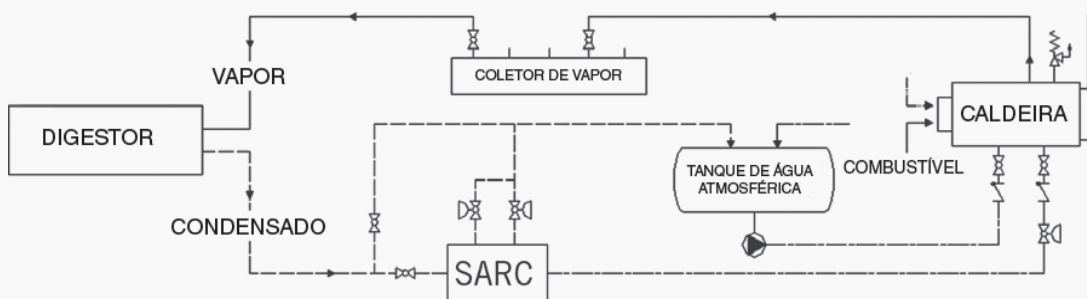 COLETOR DE VAPOR
VAPOR
DIGESTOR
CALDEIRA
COMBUSTÍVEL
TANQUE DE ÁGUA
ATMOSFÉRICA
CONDENSADO
SARC